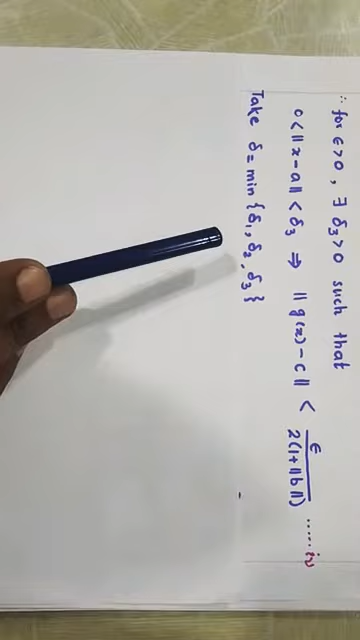 ∴ for ϵ>0, ∃ δ₃>0 such that
0<||x-a||<δ₃ ⇒ ||g(x)-c|| < ϵ/2(1+||b||) ......iv
Take δ=min{δ₁,δ₂,δ₃}